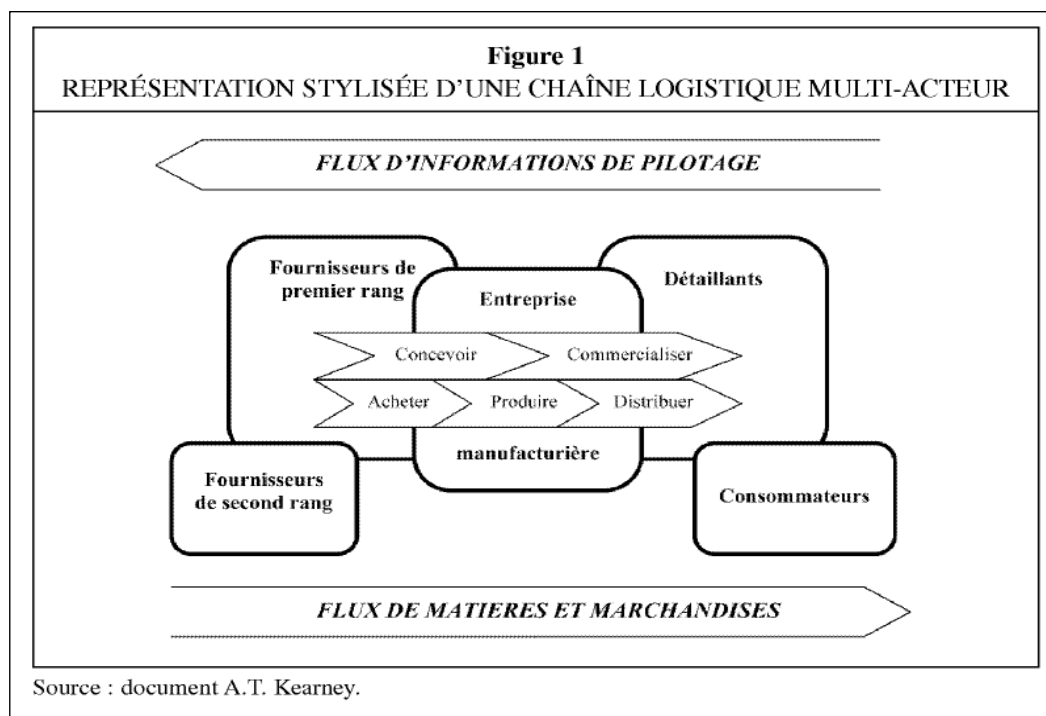 Figure 1
REPRÉSENTATION STYLISÉE D’UNE CHAÎNE LOGISTIQUE MULTI-ACTEUR
FLUX D’INFORMATIONS DE PILOTAGE
Fournisseurs de
premier rang
Entreprise
Détaillants
Concevoir
Commercialiser
Acheter
Produire
Distribuer
manufacturière
Fournisseurs
de second rang
Consommateurs
FLUX DE MATIERES ET MARCHANDISES
Source : document A.T. Kearney.